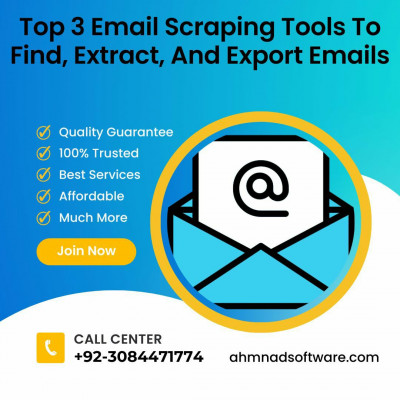 Top 3 Email Scraping Tools To
Find, Extract, And Export Emails
Quality Guarantee
100% Trusted
Best Services
Affordable
Much More
Join Now
@
CALL CENTER
+92-3084471774
ahmnadsoftware.com